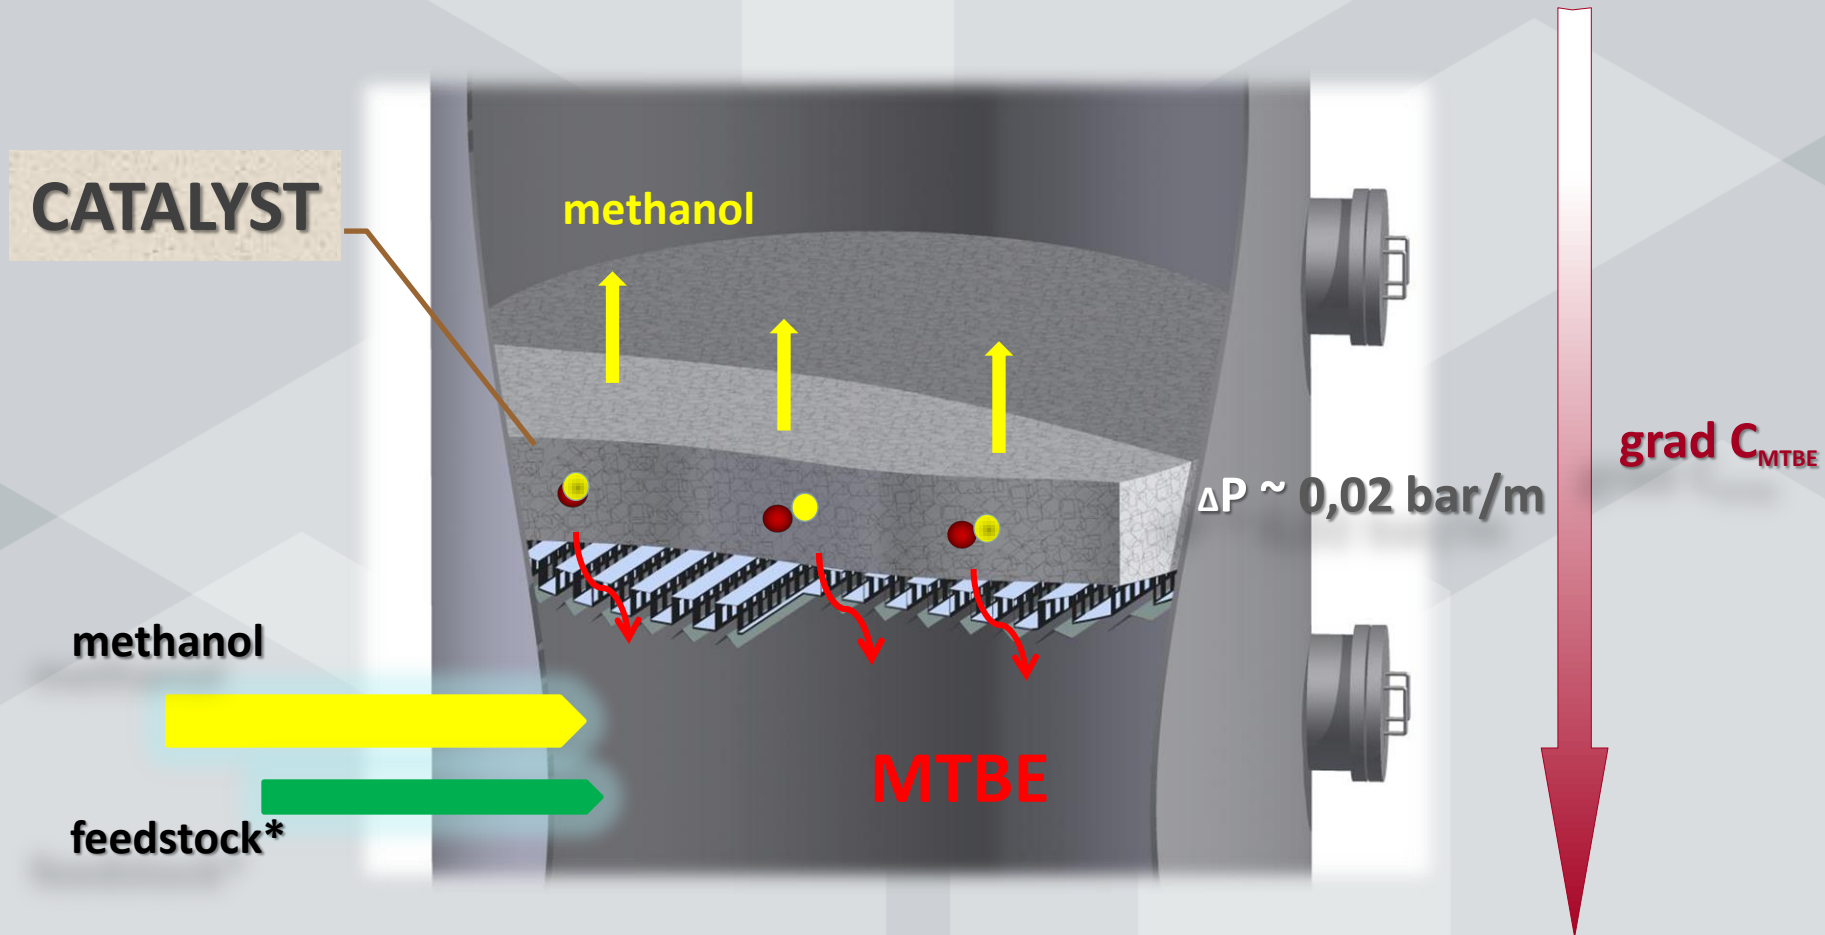 CATALYST
methanol
grad C_MTBE
ΔP ~ 0,02 bar/m
methanol
MTBE
feedstock*